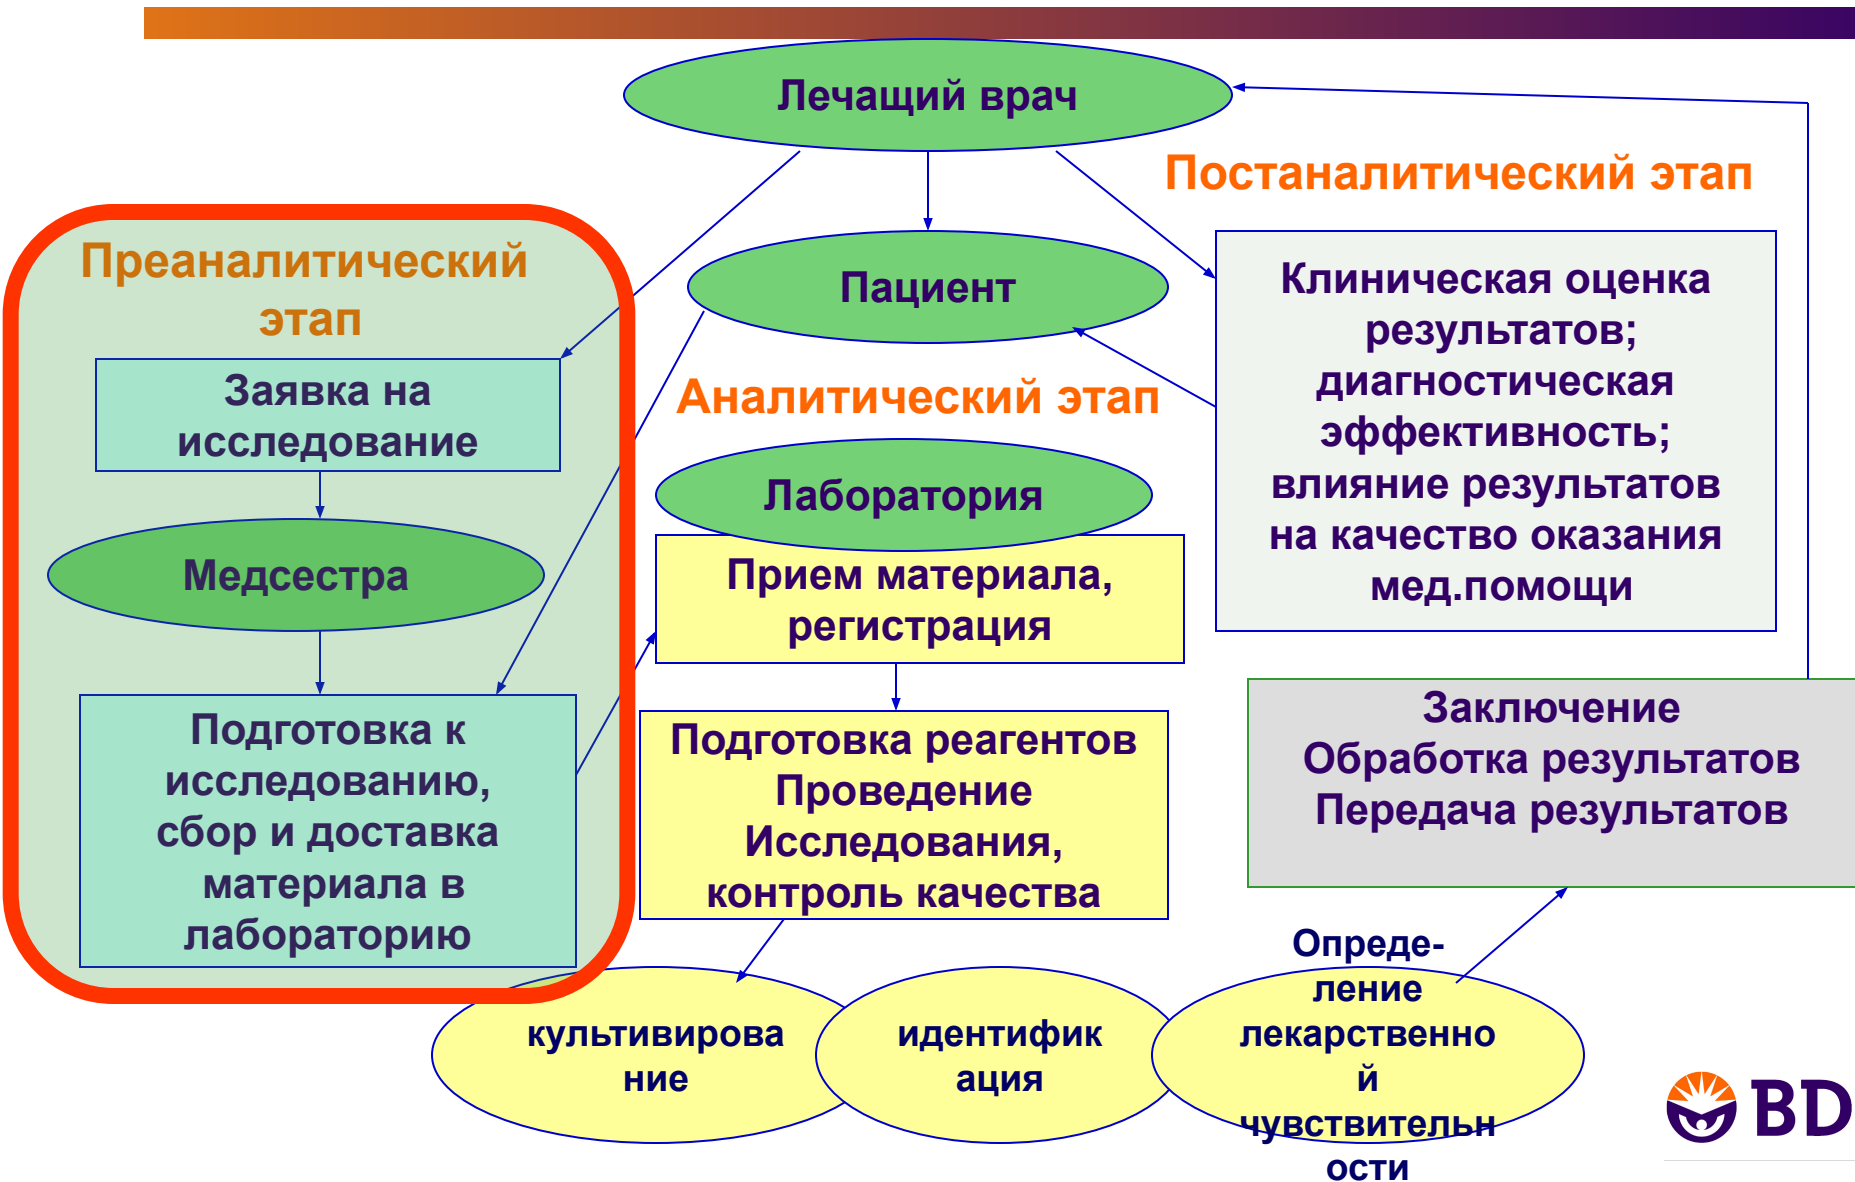 Лечащий врач
Постаналитический этап
Преаналитический
этап
Пациент
Клиническая оценка
результатов;
диагностическая
эффективность;
влияние результатов
на качество оказания
мед.помощи
Заявка на
исследование
Аналитический этап
Лаборатория
Медсестра
Прием материала,
регистрация
Подготовка к
исследованию,
сбор и доставка
материала в
лабораторию
Подготовка реагентов
Проведение
Исследования,
контроль качества
Заключение
Обработка результатов
Передача результатов
культивирова
ние
идентифик
ация
Опреде-
ление
лекарственно
й
чувствительн
ости
BD